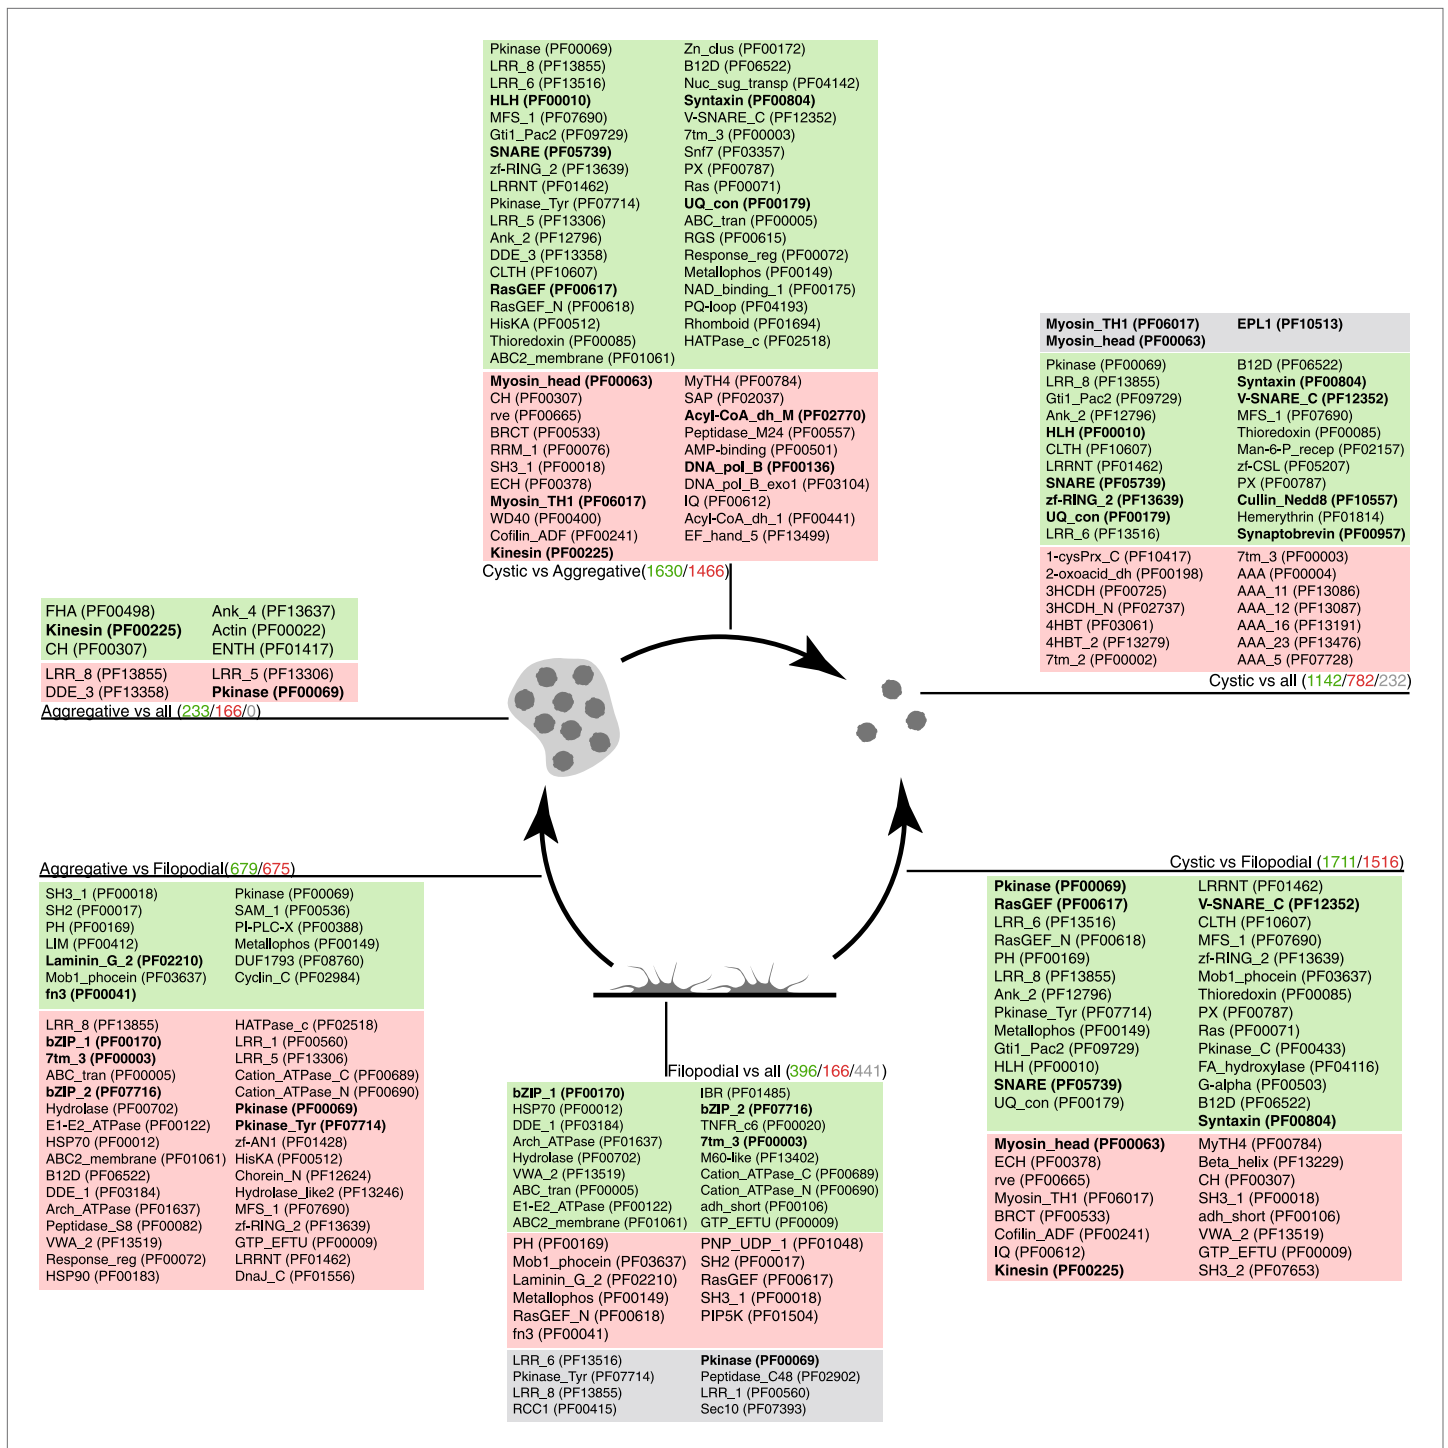 Pkinase (PF00069) Zn_clus (PF00172)
LRR_8 (PF13855) B12D (PF06522)
LRR_6 (PF13516) Nuc_sug_transp (PF04142)
HLH (PF00010) Syntaxin (PF00804)
MFS_1 (PF07690) V-SNARE_C (PF12352)
Gti1_Pac2 (PF09729) 7tm_3 (PF00003)
SNARE (PF05739) Snf7 (PF03357)
zf-RING_2 (PF13639) PX (PF00787)
LRRNT (PF01462) Ras (PF00071)
Pkinase_Tyr (PF07714) UQ_con (PF00179)
LRR_5 (PF13306) ABC_tran (PF00005)
Ank_2 (PF12796) RGS (PF00615)
DDE_3 (PF13358) Response_reg (PF00072)
CLTH (PF10607) Metallophos (PF00149)
RasGEF (PF00617) NAD_binding_1 (PF00175)
RasGEF_N (PF00618) PQ-loop (PF04193)
HisKA (PF00512) Rhomboid (PF01694)
Thioredoxin (PF00085) HATPase_c (PF02518)
ABC2_membrane (PF01061)
Myosin_head (PF00063) MyTH4 (PF00784)
CH (PF00307) SAP (PF02037)
rve (PF00665) Acyl-CoA_dh_M (PF02770)
BRCT (PF00533) Peptidase_M24 (PF00557)
RRM_1 (PF00076) AMP-binding (PF00501)
SH3_1 (PF00018) DNA_pol_B (PF00136)
ECH (PF00378) DNA_pol_B_exo1 (PF03104)
Myosin_TH1 (PF06017) IQ (PF00612)
WD40 (PF00400) Acyl-CoA_dh_1 (PF00441)
Cofilin_ADF (PF00241) EF_hand_5 (PF13499)
Kinesin (PF00225)
Cystic vs Aggregative(1630/1466)
Myosin_TH1 (PF06017) EPL1 (PF10513)
Myosin_head (PF00063)
Pkinase (PF00069) B12D (PF06522)
LRR_8 (PF13855) Syntaxin (PF00804)
Gti1_Pac2 (PF09729) V-SNARE_C (PF12352)
Ank_2 (PF12796) MFS_1 (PF07690)
HLH (PF00010) Thioredoxin (PF00085)
CLTH (PF10607) Man-6-P_recep (PF02157)
LRRNT (PF01462) zf-CSL (PF05207)
SNARE (PF05739) PX (PF00787)
zf-RING_2 (PF13639) Cullin_Nedd8 (PF10557)
UQ_con (PF00179) Hemerythrin (PF01814)
LRR_6 (PF13516) Synaptobrevin (PF00957)
1-cysPrx_C (PF10417) 7tm_3 (PF00003)
2-oxoacid_dh (PF00198) AAA (PF00004)
3HCDH (PF00725) AAA_11 (PF13086)
3HCDH_N (PF02737) AAA_12 (PF13087)
4HBT (PF03061) AAA_16 (PF13191)
4HBT_2 (PF13279) AAA_23 (PF13476)
7tm_2 (PF00002) AAA_5 (PF07728)
Cystic vs all (1142/782/232)
FHA (PF00498) Ank_4 (PF13637)
Kinesin (PF00225) Actin (PF00022)
CH (PF00307) ENTH (PF01417)
LRR_8 (PF13855) LRR_5 (PF13306)
DDE_3 (PF13358) Pkinase (PF00069)
Aggregative vs all (233/166/0)
Aggregative vs Filopodial(679/675)
SH3_1 (PF00018) Pkinase (PF00069)
SH2 (PF00017) SAM_1 (PF00536)
PH (PF00169) PI-PLC-X (PF00388)
LIM (PF00412) Metallophos (PF00149)
Laminin_G_2 (PF02210) DUF1793 (PF08760)
Mob1_phocein (PF03637) Cyclin_C (PF02984)
fn3 (PF00041)
LRR_8 (PF13855) HATPase_c (PF02518)
bZIP_1 (PF00170) LRR_1 (PF00560)
7tm_3 (PF00003) LRR_5 (PF13306)
ABC_tran (PF00005) Cation_ATPase_C (PF00689)
bZIP_2 (PF07716) Cation_ATPase_N (PF00690)
Hydrolase (PF00702) Pkinase (PF00069)
E1-E2_ATPase (PF00122) Pkinase_Tyr (PF07714)
HSP70 (PF00012) zf-AN1 (PF01428)
ABC2_membrane (PF01061) HisKA (PF00512)
B12D (PF06522) Chorein_N (PF12624)
DDE_1 (PF03184) Hydrolase_like2 (PF13246)
Arch_ATPase (PF01637) MFS_1 (PF07690)
Peptidase_S8 (PF00082) zf-RING_2 (PF13639)
VWA_2 (PF13519) GTP_EFTU (PF00009)
Response_reg (PF00072) LRRNT (PF01462)
HSP90 (PF00183) DnaJ_C (PF01556)
Filopodial vs all (396/166/441)
bZIP_1 (PF00170) IBR (PF01485)
HSP70 (PF00012) bZIP_2 (PF07716)
DDE_1 (PF03184) TNFR_c6 (PF00020)
Arch_ATPase (PF01637) 7tm_3 (PF00003)
Hydrolase (PF00702) M60-like (PF13402)
VWA_2 (PF13519) Cation_ATPase_C (PF00689)
ABC_tran (PF00005) Cation_ATPase_N (PF00690)
E1-E2_ATPase (PF00122) adh_short (PF00106)
ABC2_membrane (PF01061) GTP_EFTU (PF00009)
PH (PF00169) PNP_UDP_1 (PF01048)
Mob1_phocein (PF03637) SH2 (PF00017)
Laminin_G_2 (PF02210) RasGEF (PF00617)
Metallophos (PF00149) SH3_1 (PF00018)
RasGEF_N (PF00618) PIP5K (PF01504)
fn3 (PF00041)
LRR_6 (PF13516) Pkinase (PF00069)
Pkinase_Tyr (PF07714) Peptidase_C48 (PF02902)
LRR_8 (PF13855) LRR_1 (PF00560)
RCC1 (PF00415) Sec10 (PF07393)
Cystic vs Filopodial (1711/1516)
Pkinase (PF00069) LRRNT (PF01462)
RasGEF (PF00617) V-SNARE_C (PF12352)
LRR_6 (PF13516) CLTH (PF10607)
RasGEF_N (PF00618) MFS_1 (PF07690)
PH (PF00169) zf-RING_2 (PF13639)
LRR_8 (PF13855) Mob1_phocein (PF03637)
Ank_2 (PF12796) Thioredoxin (PF00085)
Pkinase_Tyr (PF07714) PX (PF00787)
Metallophos (PF00149) Ras (PF00071)
Gti1_Pac2 (PF09729) Pkinase_C (PF00433)
HLH (PF00010) FA_hydroxylase (PF04116)
SNARE (PF05739) G-alpha (PF00503)
UQ_con (PF00179) B12D (PF06522)
Syntaxin (PF00804)
Myosin_head (PF00063) MyTH4 (PF00784)
ECH (PF00378) Beta_helix (PF13229)
rve (PF00665) CH (PF00307)
Myosin_TH1 (PF06017) SH3_1 (PF00018)
BRCT (PF00533) adh_short (PF00106)
Cofilin_ADF (PF00241) VWA_2 (PF13519)
IQ (PF00612) GTP_EFTU (PF00009)
Kinesin (PF00225) SH3_2 (PF07653)